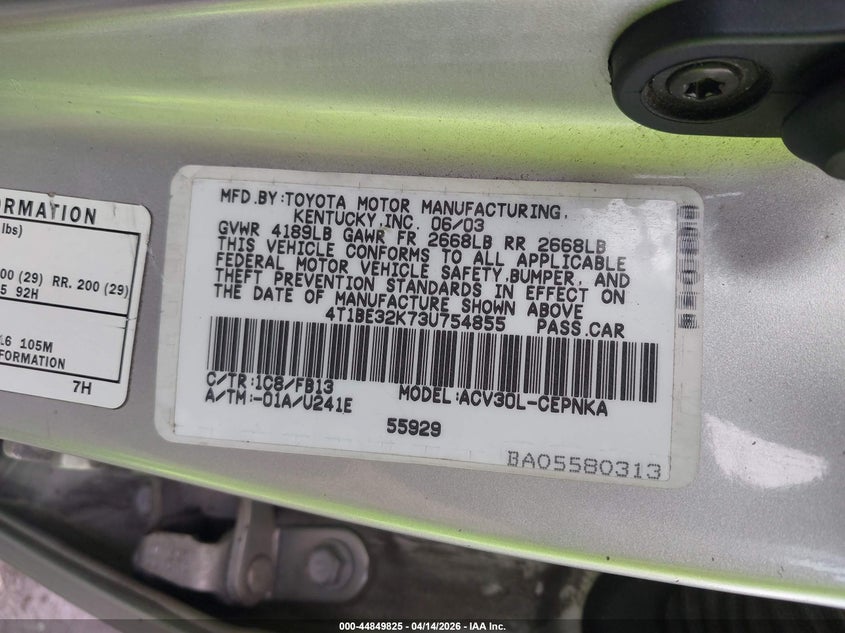 ORMATION
lbs)
00 (29) RR. 200 (29)
5 92H
L6 105M
FORMATION
7H
MFD.BY:TOYOTA MOTOR MANUFACTURING,
KENTUCKY,INC. 06/03
GVWR 4189LB GAWR FR 2668LB RR 2668LB
THIS VEHICLE CONFORMS TO ALL APPLICABLE
FEDERAL MOTOR VEHICLE SAFETY,BUMPER, AND
THEFT PREVENTION STANDARDS IN EFFECT ON
THE DATE OF MANUFACTURE SHOWN ABOVE
4T1BE32K73U754855 PASS.CAR
C/TR:1C8/FB13 MODEL:ACV30L-CEPNKA
A/TM:-01A/U241E
55929
BA05580313
000-44849825 - 04/14/2026 - IAA Inc.